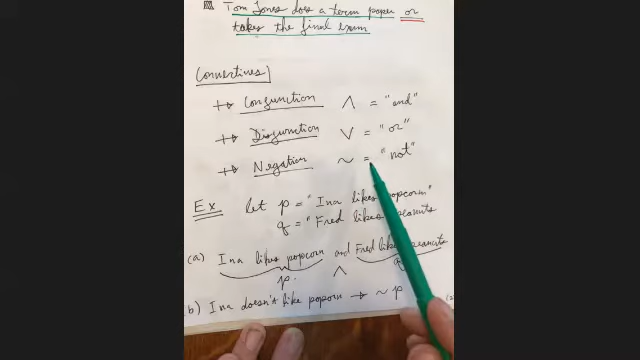 Tom Jones does a term paper or
takes the final exam
Connectives
Conjunction ∧ = "and"
Disjunction ∨ = "or"
Negation ~ = "not"
Ex. let p = "Ina likes popcorn"
q = "Fred likes peanuts
(a) Ina likes popcorn and Fred likes peanuts
p ∧ q
(b) Ina doesn't like poporn → ~ p